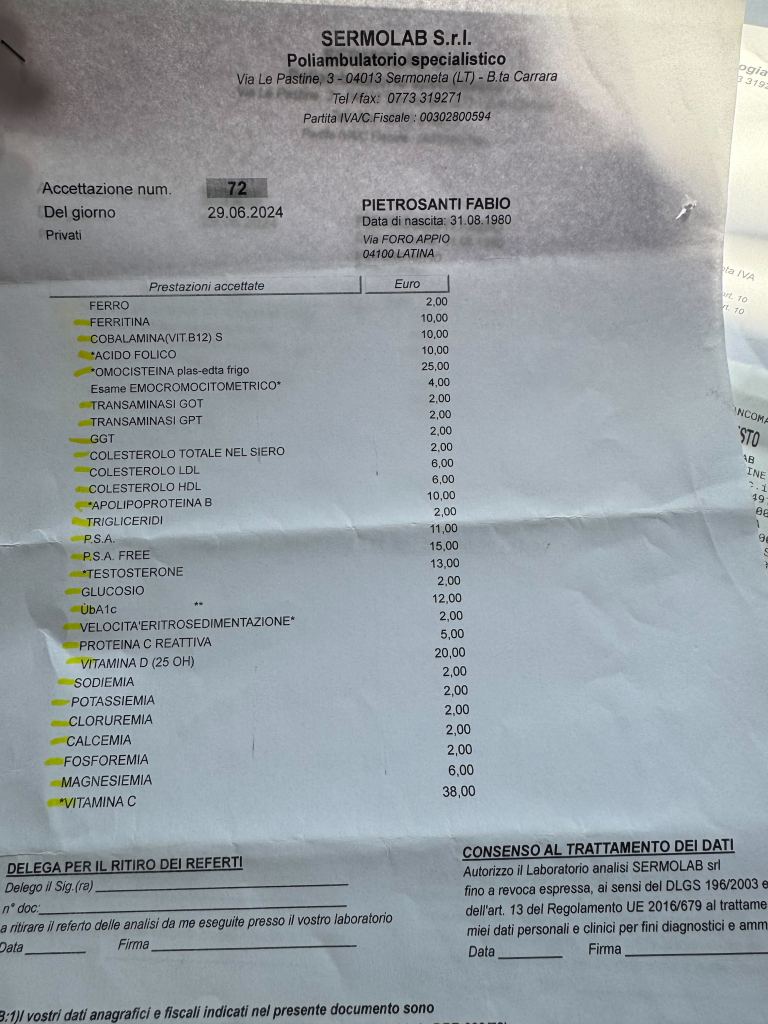 SERMOLAB S.r.l.
Poliambulatorio specialistico
Via Le Pastine, 3 - 04013 Sermoneta (LT) - B.ta Carrara
Tel / fax: 0773 319271
Partita IVA/C.Fiscale : 00302800594
Accettazione num. 72
Del giorno 29.06.2024
Privati
PIETROSANTI FABIO
Data di nascita: 31.08.1980
Via FORO APPIO
04100 LATINA
Prestazioni accettate Euro
FERRO 2,00
FERRITINA 10,00
COBALAMINA(VIT.B12) S 10,00
*ACIDO FOLICO 10,00
*OMOCISTEINA plas-edta frigo 25,00
Esame EMOCROMOCITOMETRICO* 4,00
TRANSAMINASI GOT 2,00
TRANSAMINASI GPT 2,00
GGT 2,00
COLESTEROLO TOTALE NEL SIERO 2,00
COLESTEROLO LDL 6,00
COLESTEROLO HDL 6,00
*APOLIPOPROTEINA B 10,00
TRIGLICERIDI 2,00
P.S.A. 11,00
P.S.A. FREE 15,00
*TESTOSTERONE 13,00
GLUCOSIO 2,00
UbA1c ** 12,00
VELOCITA'ERITROSEDIMENTAZIONE* 2,00
PROTEINA C REATTIVA 5,00
VITAMINA D (25 OH) 20,00
SODIEMIA 2,00
POTASSIEMIA 2,00
CLORUREMIA 2,00
CALCEMIA 2,00
FOSFOREMIA 2,00
MAGNESIEMIA 6,00
*VITAMINA C 38,00
DELEGA PER IL RITIRO DEI REFERTI
Delego il Sig.(ra)
n° doc:
a ritirare il referto delle analisi da me eseguite presso il vostro laboratorio
Data Firma
CONSENSO AL TRATTAMENTO DEI DATI
Autorizzo il Laboratorio analisi SERMOLAB srl
fino a revoca espressa, ai sensi del DLGS 196/2003 e
dell'art. 13 del Regolamento UE 2016/679 al trattame
miei dati personali e clinici per fini diagnostici e amm
Data Firma
B:1)I vostri dati anagrafici e fiscali indicati nel presente documento sono